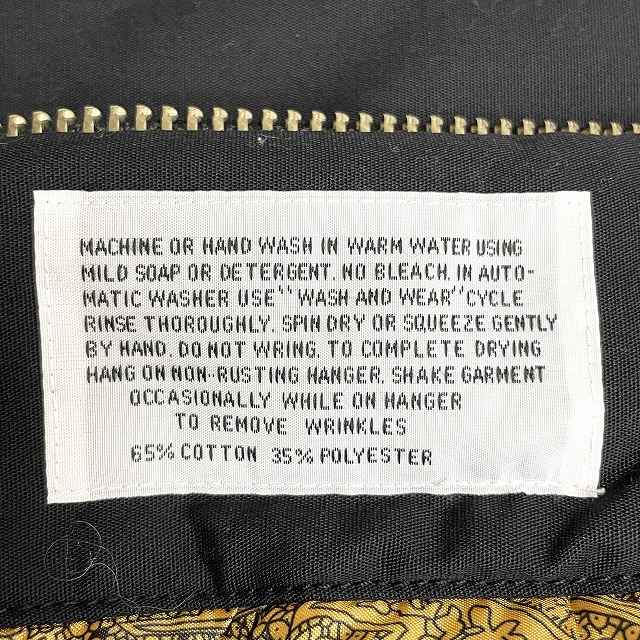 MACHINE OR HAND WASH IN WARM WATER USING
MILD SOAP OR DETERGENT. NO BLEACH. IN AUTO-
MATIC WASHER USE "WASH AND WEAR" CYCLE
RINSE THOROUGHLY. SPIN DRY OR SQUEEZE GENTLY
BY HAND. DO NOT WRING. TO COMPLETE DRYING
HANG ON NON-RUSTING HANGER. SHAKE GARMENT
OCCASIONALLY WHILE ON HANGER
TO REMOVE WRINKLES
65% COTTON 35% POLYESTER